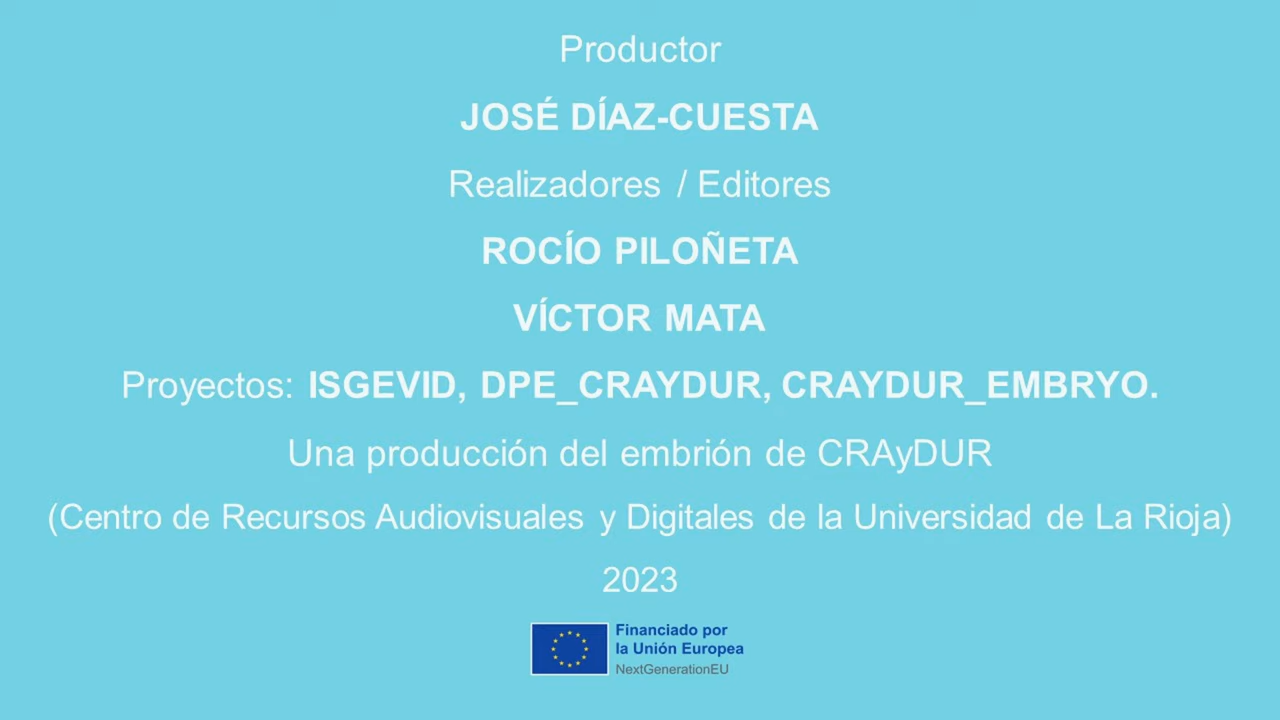 Productor
JOSÉ DÍAZ-CUESTA
Realizadores / Editores
ROCÍO PILOÑETA
VÍCTOR MATA
Proyectos: ISGEVID, DPE_CRAYDUR, CRAYDUR_EMBRYO.
Una producción del embrión de CRAyDUR
(Centro de Recursos Audiovisuales y Digitales de la Universidad de La Rioja)
2023
Financiado por
la Unión Europea
NextGenerationEU